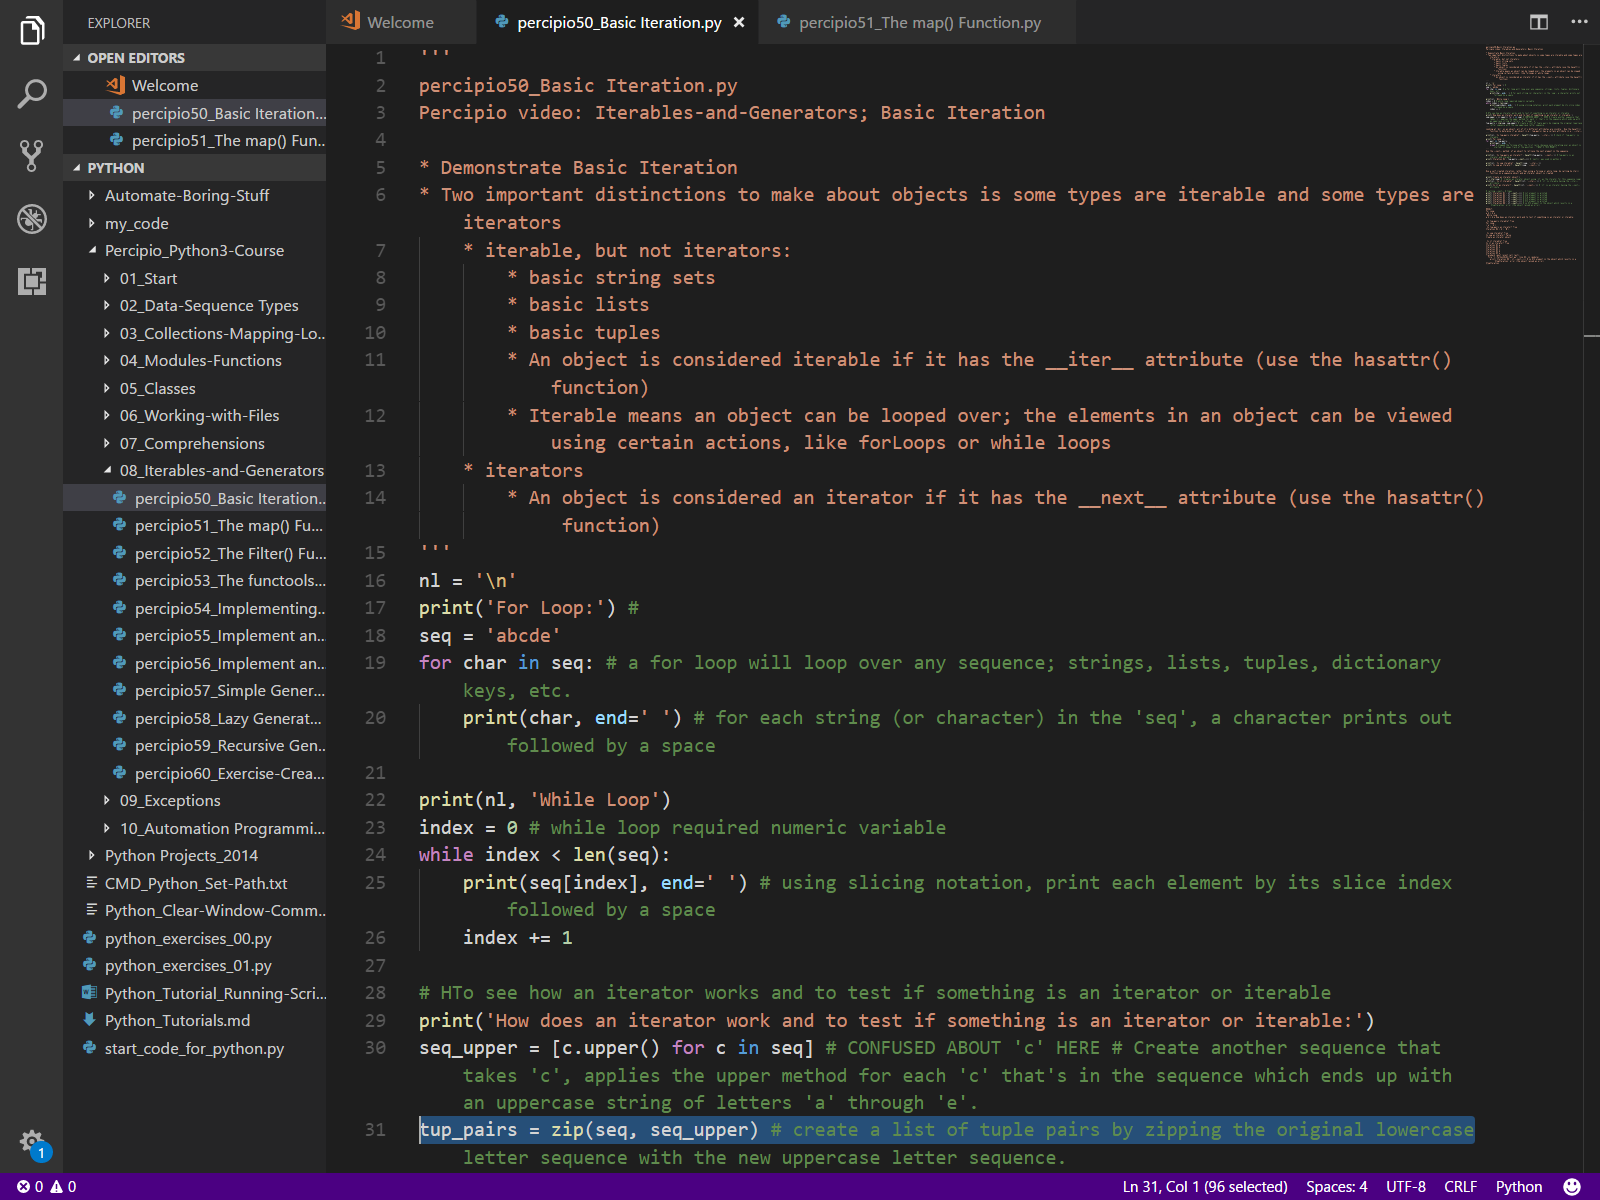 EXPLORER
OPEN EDITORS
Welcome
percipio50_Basic Iteration...
percipio51_The map() Fun...
PYTHON
Automate-Boring-Stuff
my_code
Percipio_Python3-Course
01_Start
02_Data-Sequence Types
03_Collections-Mapping-Lo...
04_Modules-Functions
05_Classes
06_Working-with-Files
07_Comprehensions
08_Iterables-and-Generators
percipio50_Basic Iteration...
percipio51_The map() Fu...
percipio52_The Filter() Fu...
percipio53_The functools...
percipio54_Implementing...
percipio55_Implement an...
percipio56_Implement an...
percipio57_Simple Gener...
percipio58_Lazy Generat...
percipio59_Recursive Gen...
percipio60_Exercise-Crea...
09_Exceptions
10_Automation Programmi...
Python Projects_2014
CMD_Python_Set-Path.txt
Python_Clear-Window-Comm...
python_exercises_00.py
python_exercises_01.py
Python_Tutorial_Running-Scri...
Python_Tutorials.md
start_code_for_python.py
1
Welcome
percipio50_Basic Iteration.py
percipio51_The map() Function.py
1 '''
2 percipio50_Basic Iteration.py
3 Percipio video: Iterables-and-Generators; Basic Iteration
4
5 * Demonstrate Basic Iteration
6 * Two important distinctions to make about objects is some types are iterable and some types are
iterators
7 * iterable, but not iterators:
8 * basic string sets
9 * basic lists
10 * basic tuples
11 * An object is considered iterable if it has the __iter__ attribute (use the hasattr()
function)
12 * Iterable means an object can be looped over; the elements in an object can be viewed
using certain actions, like forLoops or while loops
13 * iterators
14 * An object is considered an iterator if it has the __next__ attribute (use the hasattr()
function)
15 '''
16 nl = '\n'
17 print('For Loop:') #
18 seq = 'abcde'
19 for char in seq: # a for loop will loop over any sequence; strings, lists, tuples, dictionary
keys, etc.
20 print(char, end=' ') # for each string (or character) in the 'seq', a character prints out
followed by a space
21
22 print(nl, 'While Loop')
23 index = 0 # while loop required numeric variable
24 while index < len(seq):
25 print(seq[index], end=' ') # using slicing notation, print each element by its slice index
followed by a space
26 index += 1
27
28 # HTo see how an iterator works and to test if something is an iterator or iterable
29 print('How does an iterator work and to test if something is an iterator or iterable:')
30 seq_upper = [c.upper() for c in seq] # CONFUSED ABOUT 'c' HERE # Create another sequence that
takes 'c', applies the upper method for each 'c' that's in the sequence which ends up with
an uppercase string of letters 'a' through 'e'.
31 tup_pairs = zip(seq, seq_upper) # create a list of tuple pairs by zipping the original lowercase
letter sequence with the new uppercase letter sequence.
0 0 Ln 31, Col 1 (96 selected) Spaces: 4 UTF-8 CRLF Python